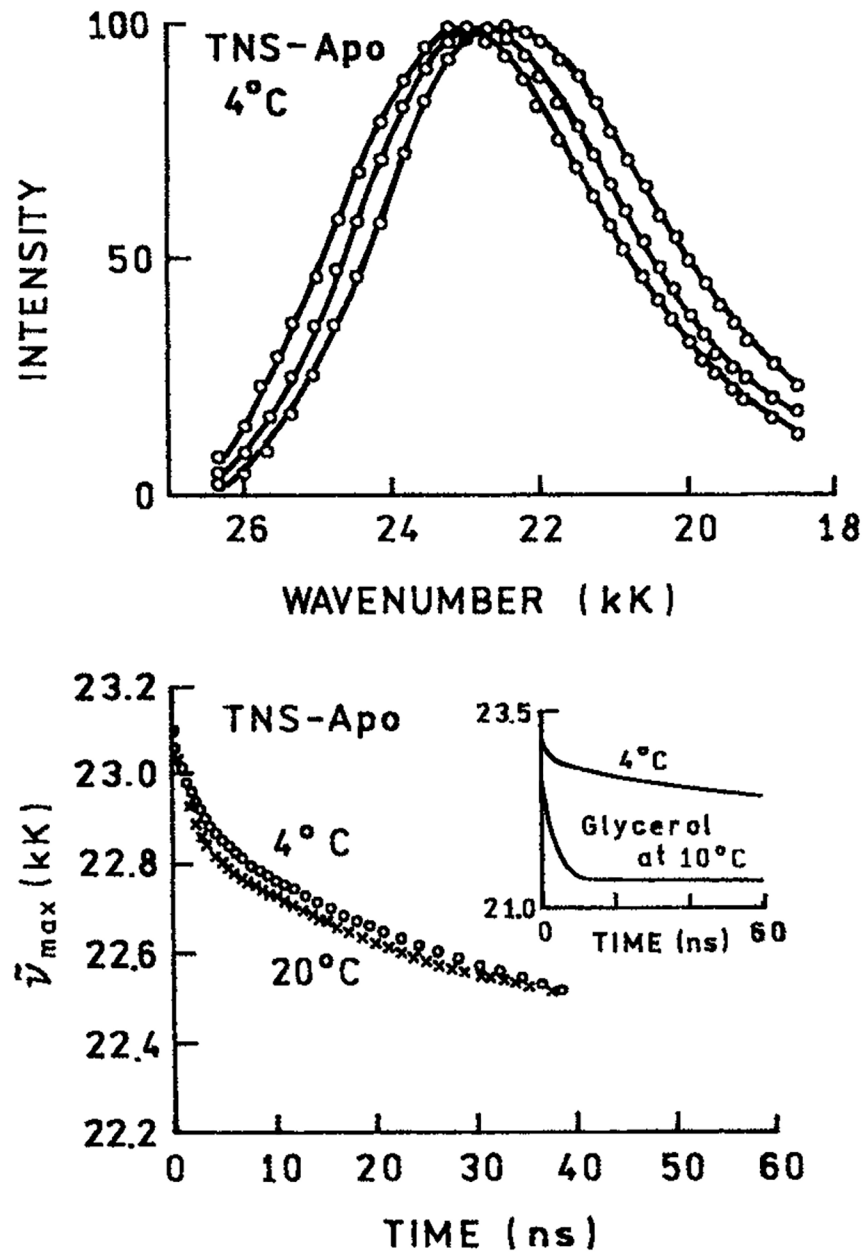 100
TNS-Apo
4°C
INTENSITY
50
0
26 24 22 20 18
WAVENUMBER (kK)
23.2
TNS-Apo
23.0
22.8
22.6
22.4
22.2
ṽmax (kK)
4°C
20°C
0 10 20 30 40 50 60
TIME (ns)
23.5
4°C
Glycerol
at 10°C
21.0
0 60
TIME (ns)